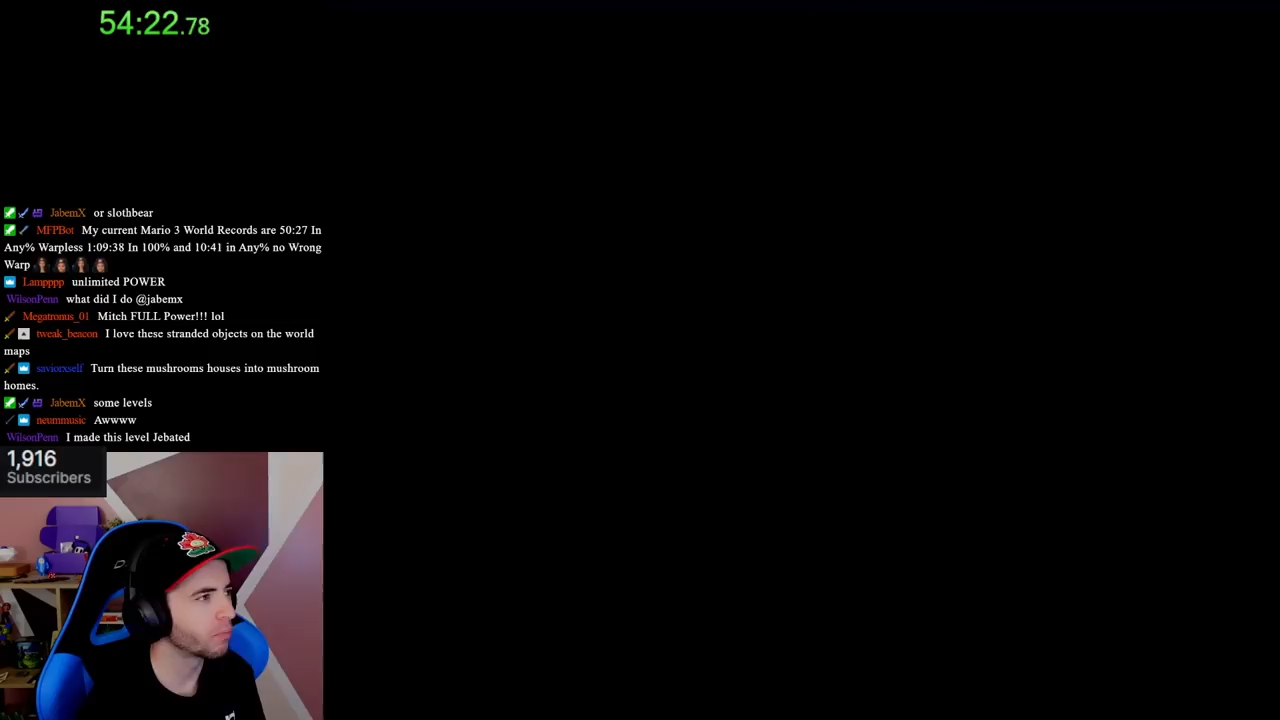 54:22.78
JabemX or slothbear
MFPBot My current Mario 3 World Records are 50:27 In
Any% Warpless 1:09:38 In 100% and 10:41 in Any% no Wrong
Warp
Lampppp unlimited POWER
WilsonPenn what did I do @jabemx
Megatronus_01 Mitch FULL Power!!! lol
tweak_beacon I love these stranded objects on the world
maps
saviorxself Turn these mushrooms houses into mushroom
homes.
JabemX some levels
neummusic Awwww
WilsonPenn I made this level Jebated
1,916
Subscribers